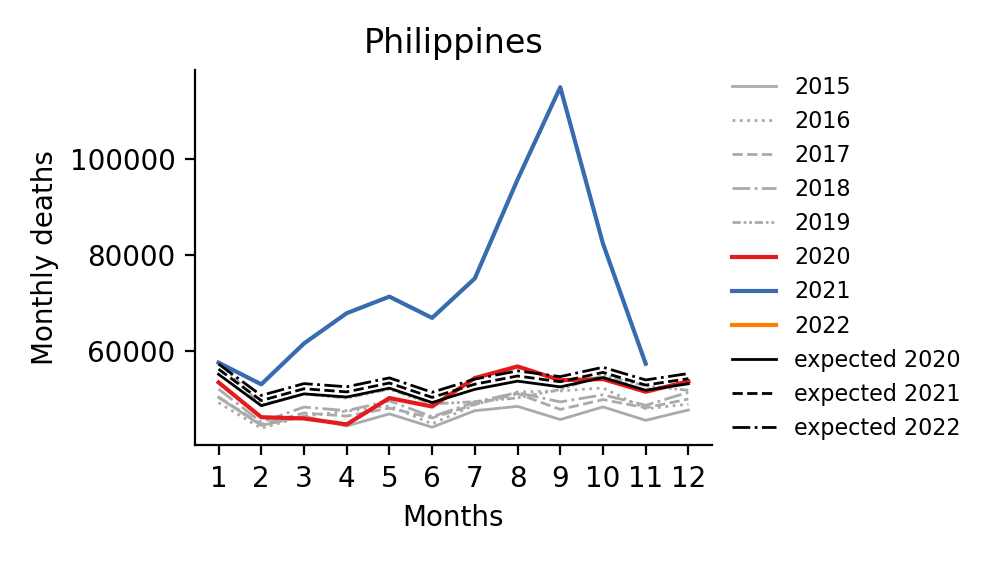 Philippines
Monthly deaths
100000
80000
60000
1 2 3 4 5 6 7 8 9 10 11 12
Months
2015
2016
2017
2018
2019
2020
2021
2022
expected 2020
expected 2021
expected 2022